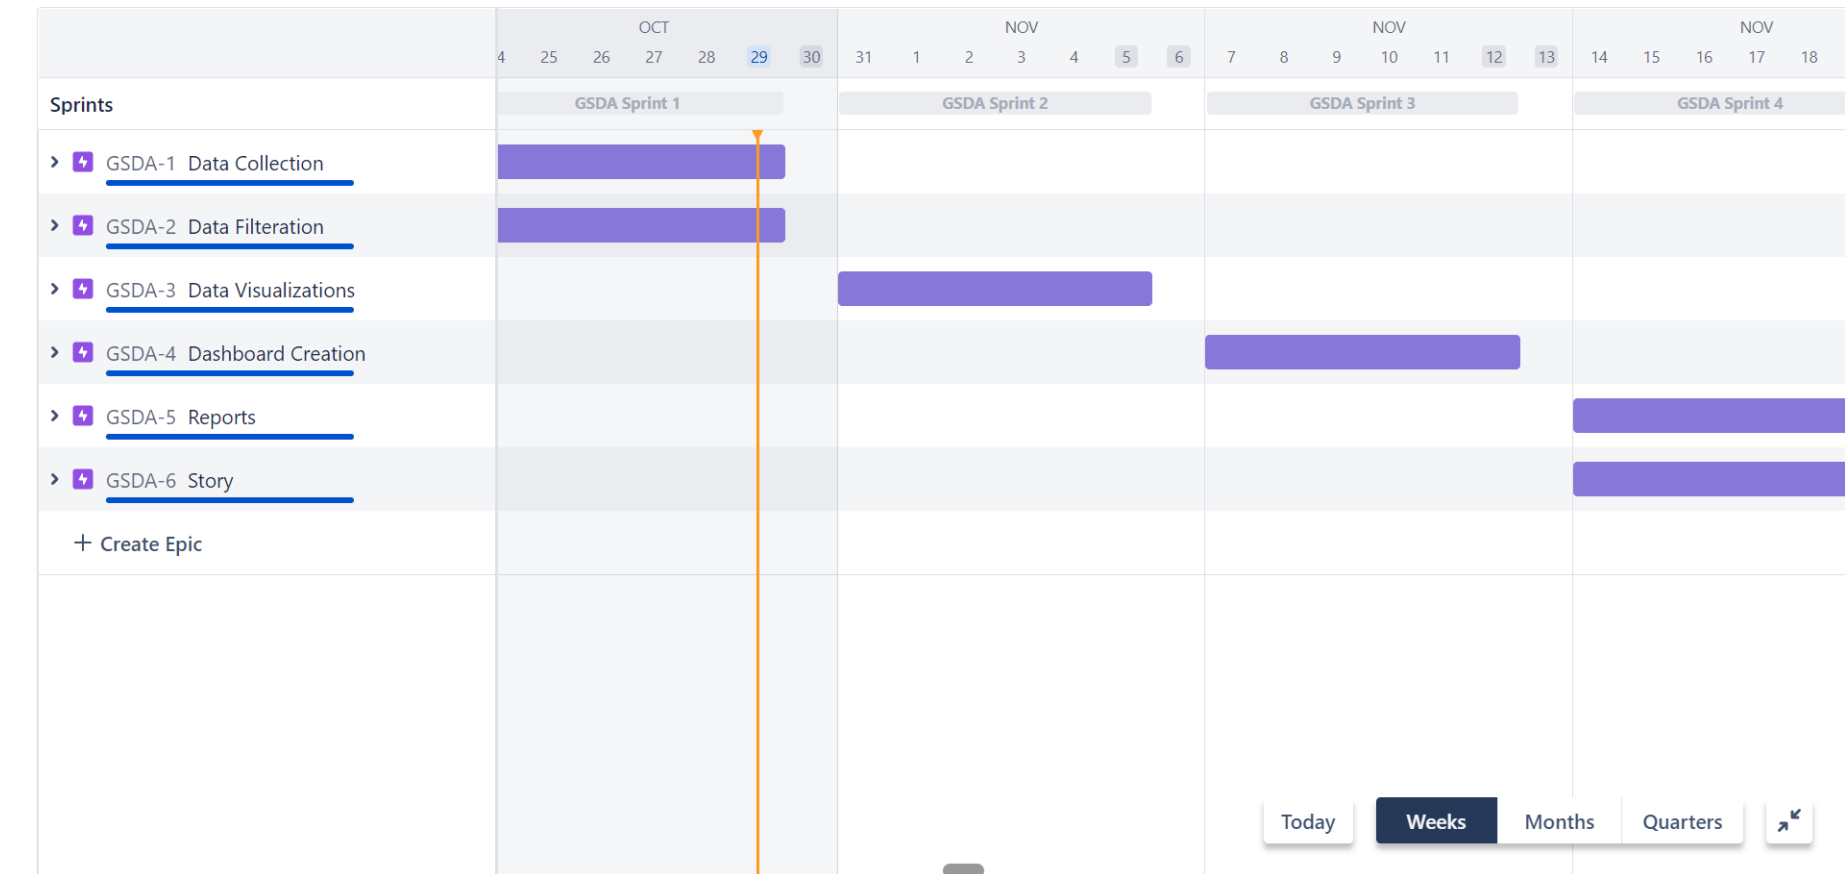 OCT NOV NOV NOV
4 25 26 27 28 29 30 31 1 2 3 4 5 6 7 8 9 10 11 12 13 14 15 16 17 18
Sprints GSDA Sprint 1 GSDA Sprint 2 GSDA Sprint 3 GSDA Sprint 4
GSDA-1 Data Collection
GSDA-2 Data Filteration
GSDA-3 Data Visualizations
GSDA-4 Dashboard Creation
GSDA-5 Reports
GSDA-6 Story
+ Create Epic
Today Weeks Months Quarters